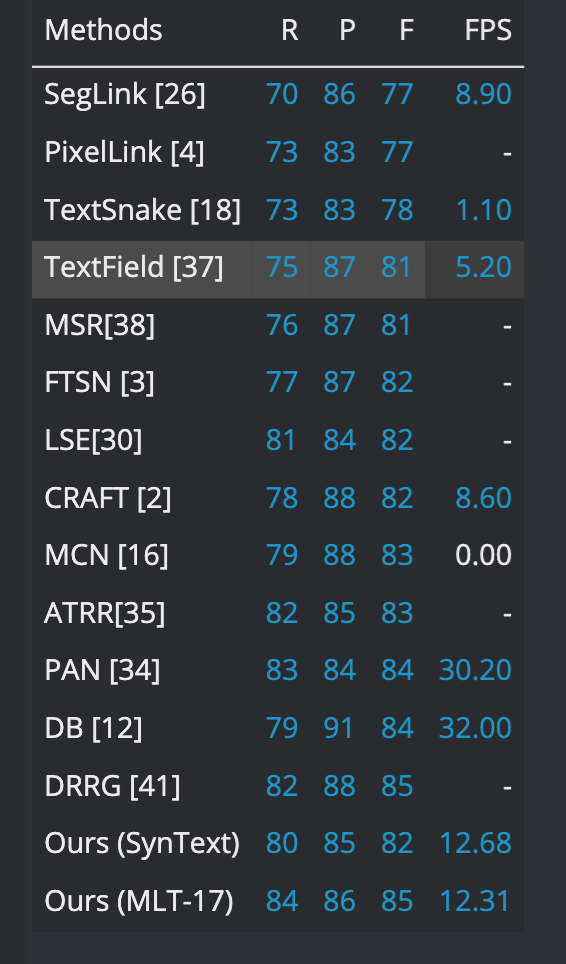 Methods R P F FPS
SegLink [26] 70 86 77 8.90
PixelLink [4] 73 83 77 -
TextSnake [18] 73 83 78 1.10
TextField [37] 75 87 81 5.20
MSR[38] 76 87 81 -
FTSN [3] 77 87 82 -
LSE[30] 81 84 82 -
CRAFT [2] 78 88 82 8.60
MCN [16] 79 88 83 0.00
ATRR[35] 82 85 83 -
PAN [34] 83 84 84 30.20
DB [12] 79 91 84 32.00
DRRG [41] 82 88 85 -
Ours (SynText) 80 85 82 12.68
Ours (MLT-17) 84 86 85 12.31